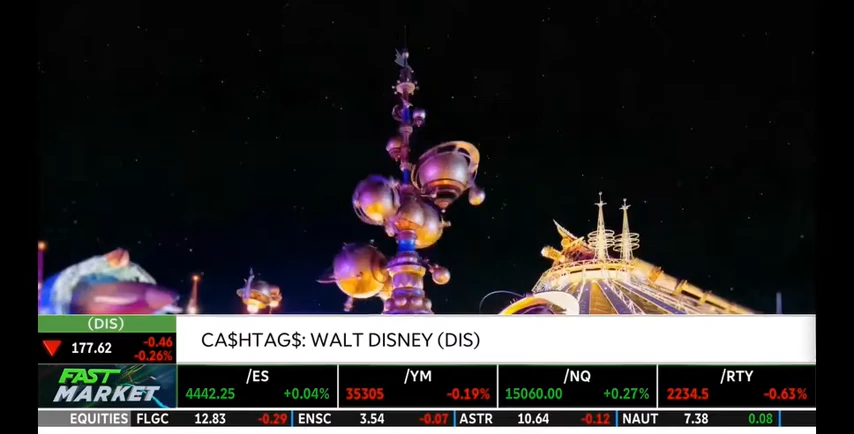 (DIS)
177.62 -0.46
-0.26%
CA$HTAG$: WALT DISNEY (DIS)
FAST
MARKET
/ES
4442.25 +0.04%
/YM
35305 -0.19%
/NQ
15060.00 +0.27%
/RTY
2234.5 -0.63%
EQUITIES FLGC 12.83 -0.29 ENSC 3.54 -0.07 ASTR 10.64 -0.12 NAUT 7.38 0.08